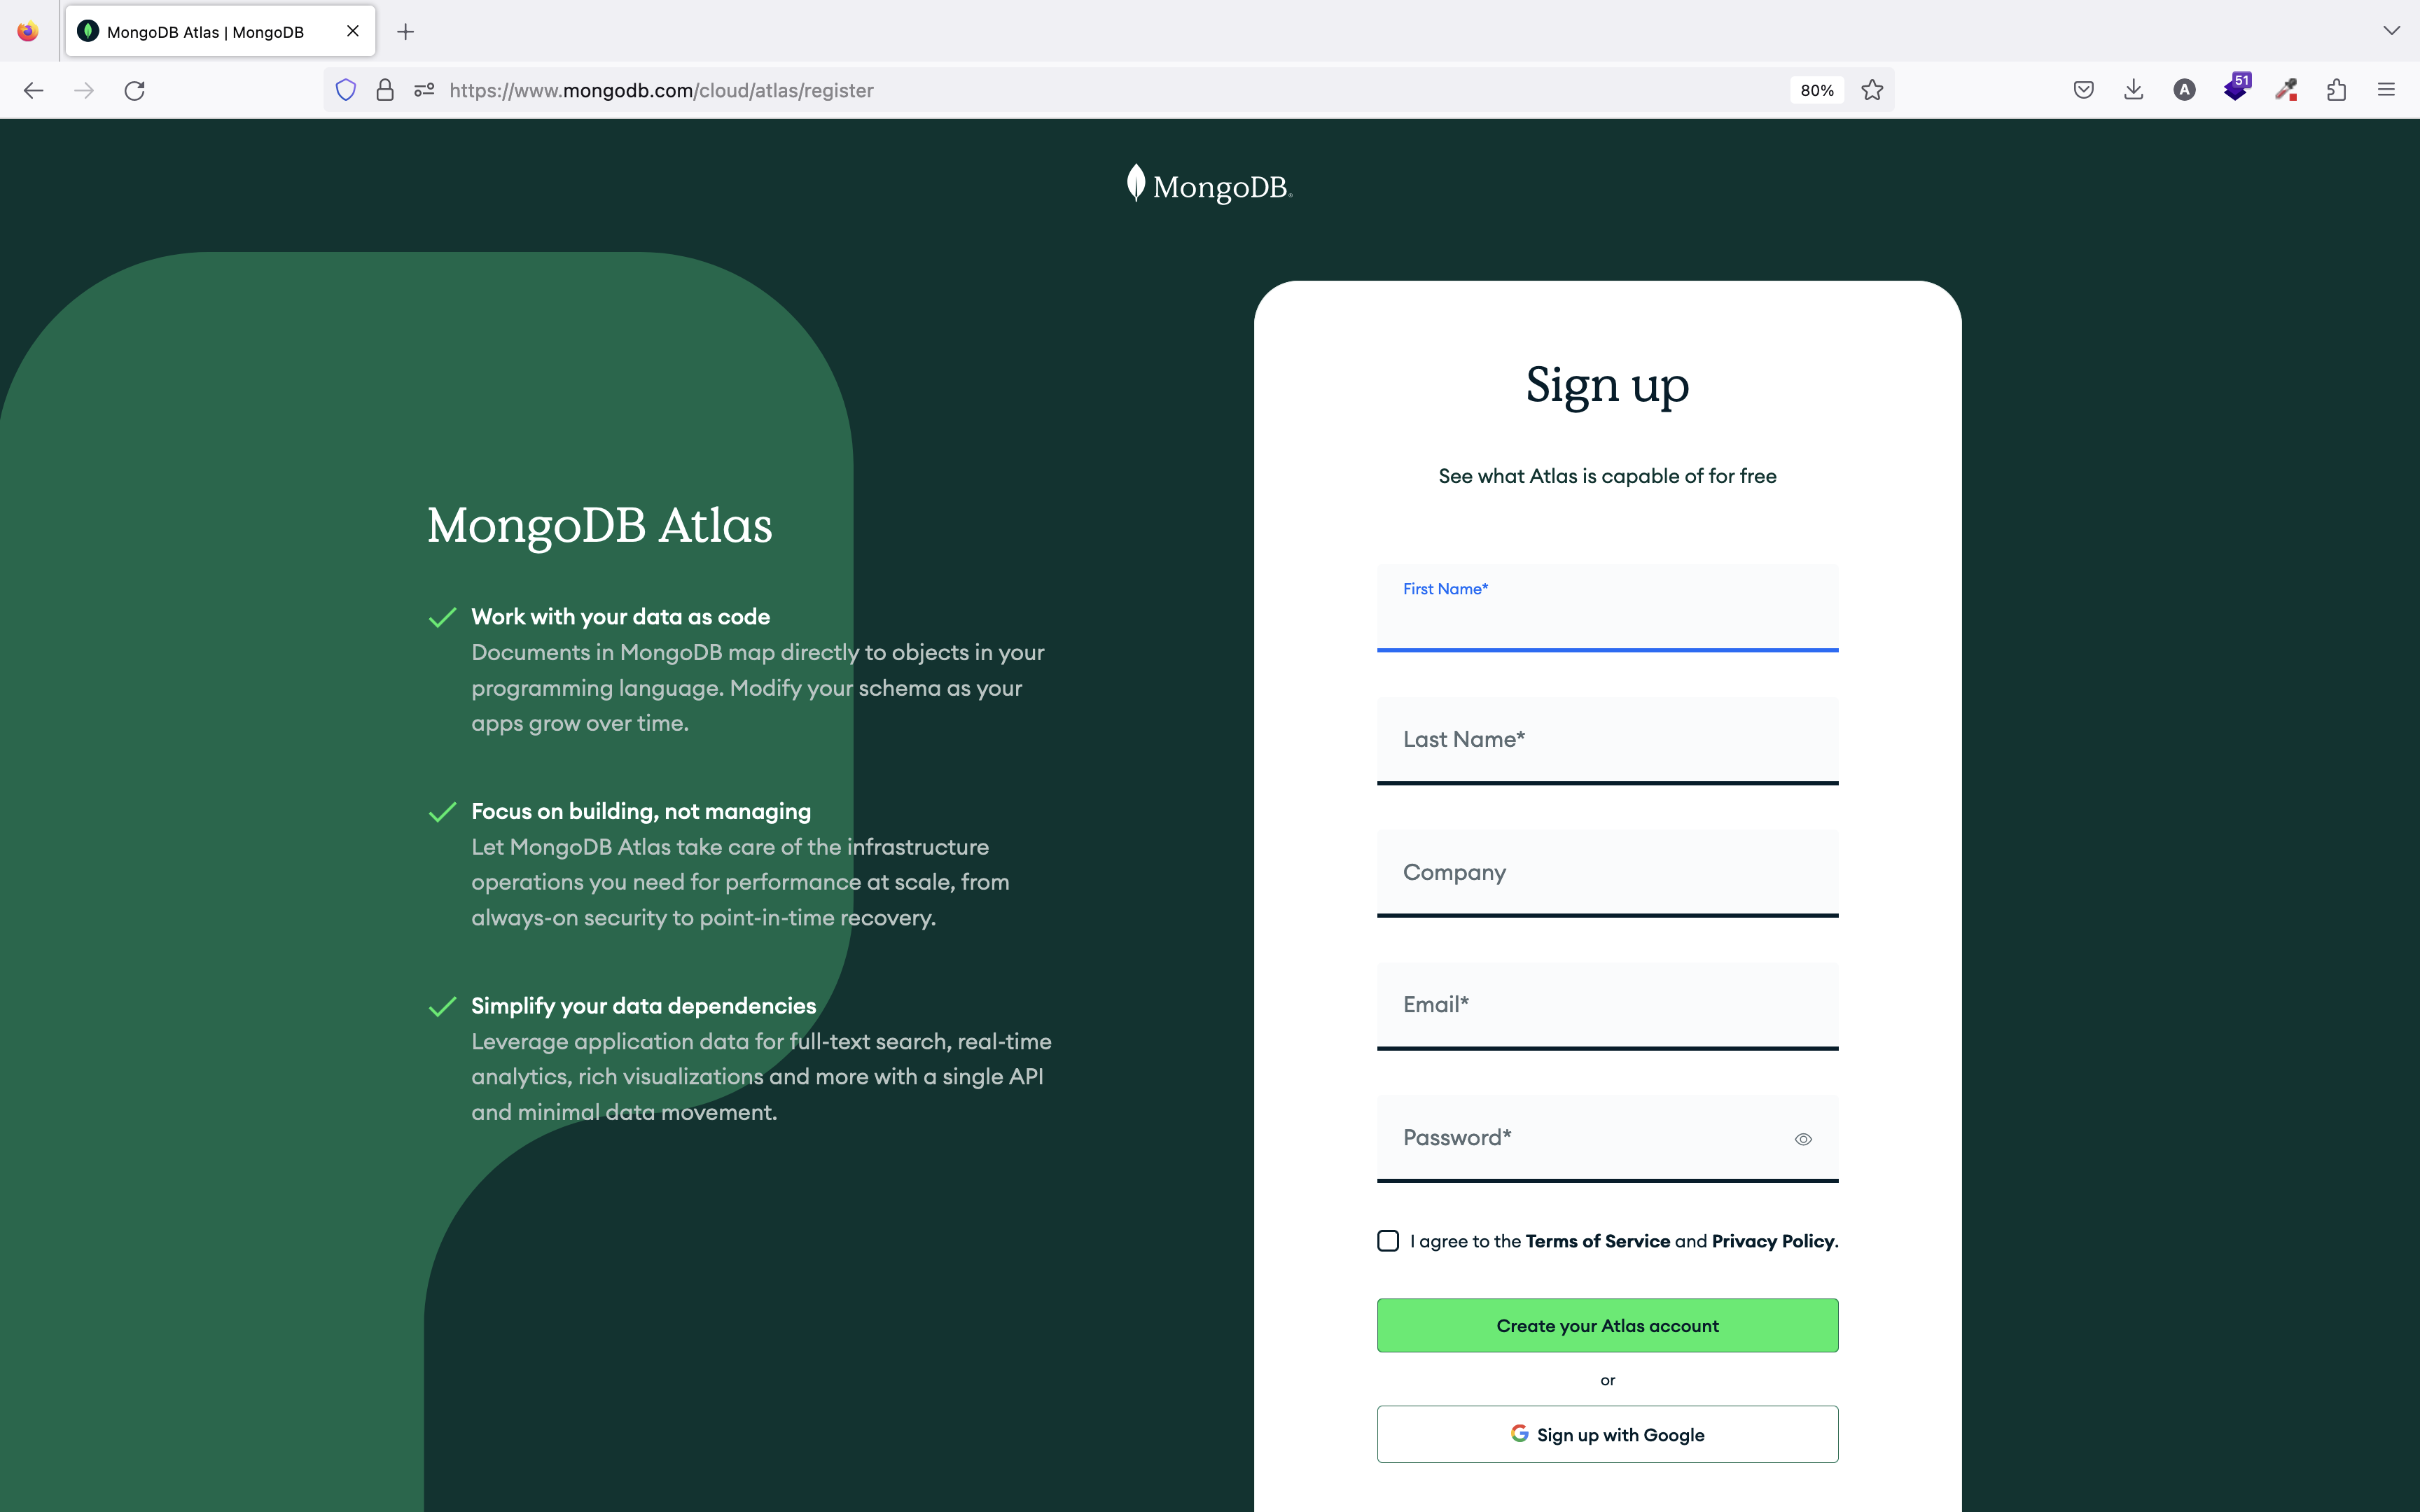 MongoDB Atlas | MongoDB
https://www.mongodb.com/cloud/atlas/register
80%
A
51
MongoDB.
MongoDB Atlas
Work with your data as code
Documents in MongoDB map directly to objects in your
programming language. Modify your schema as your
apps grow over time.
Focus on building, not managing
Let MongoDB Atlas take care of the infrastructure
operations you need for performance at scale, from
always-on security to point-in-time recovery.
Simplify your data dependencies
Leverage application data for full-text search, real-time
analytics, rich visualizations and more with a single API
and minimal data movement.
Sign up
See what Atlas is capable of for free
First Name*
Last Name*
Company
Email*
Password*
I agree to the Terms of Service and Privacy Policy.
Create your Atlas account
or
Sign up with Google